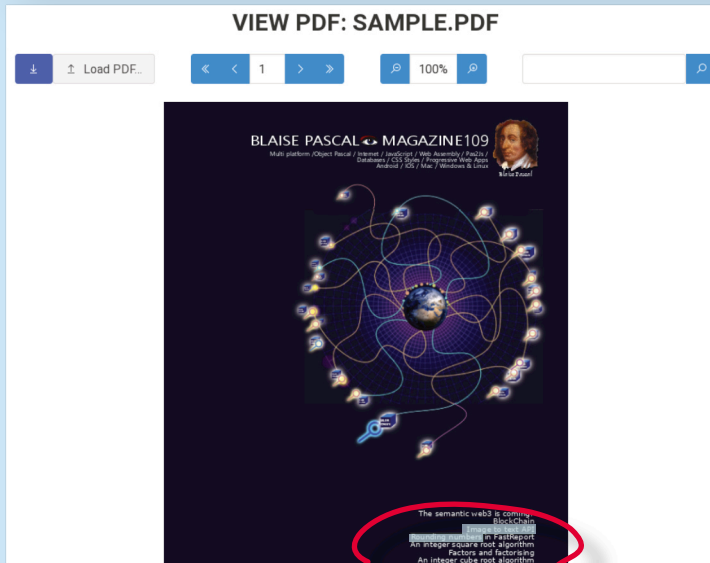 VIEW PDF: SAMPLE.PDF
Load PDF...
1
100%
BLAISE PASCAL MAGAZINE109
Multi platform /Object Pascal / Internet / JavaScript / Web Assembly / Pas2Js /
Databases / CSS Styles / Progressive Web Apps
Android / IOS / Mac / Windows & Linux
Blaise Pascal
The semantic web3 is coming.
BlockChain
Image to text API
Rounding numbers in FastReport
An integer square root algorithm
Factors and factorising
An integer cube root algorithm